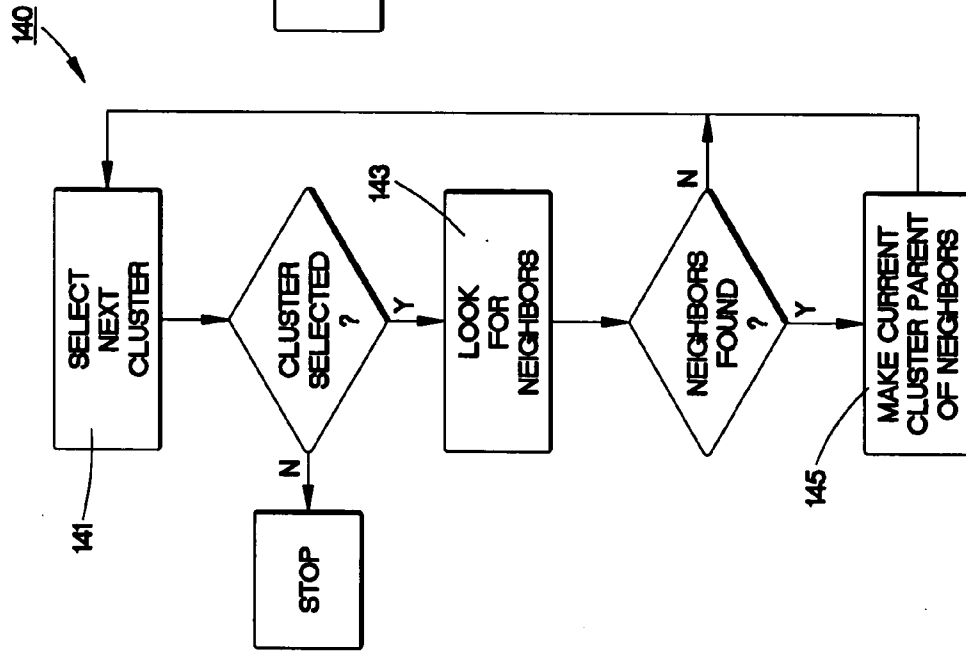 140
SELECT
NEXT
CLUSTER
141
CLUSTER
SELECTED
?
N
Y
STOP
LOOK
FOR
NEIGHBORS
143
NEIGHBORS
FOUND
?
N
Y
MAKE CURRENT
CLUSTER PARENT
OF NEIGHBORS
145